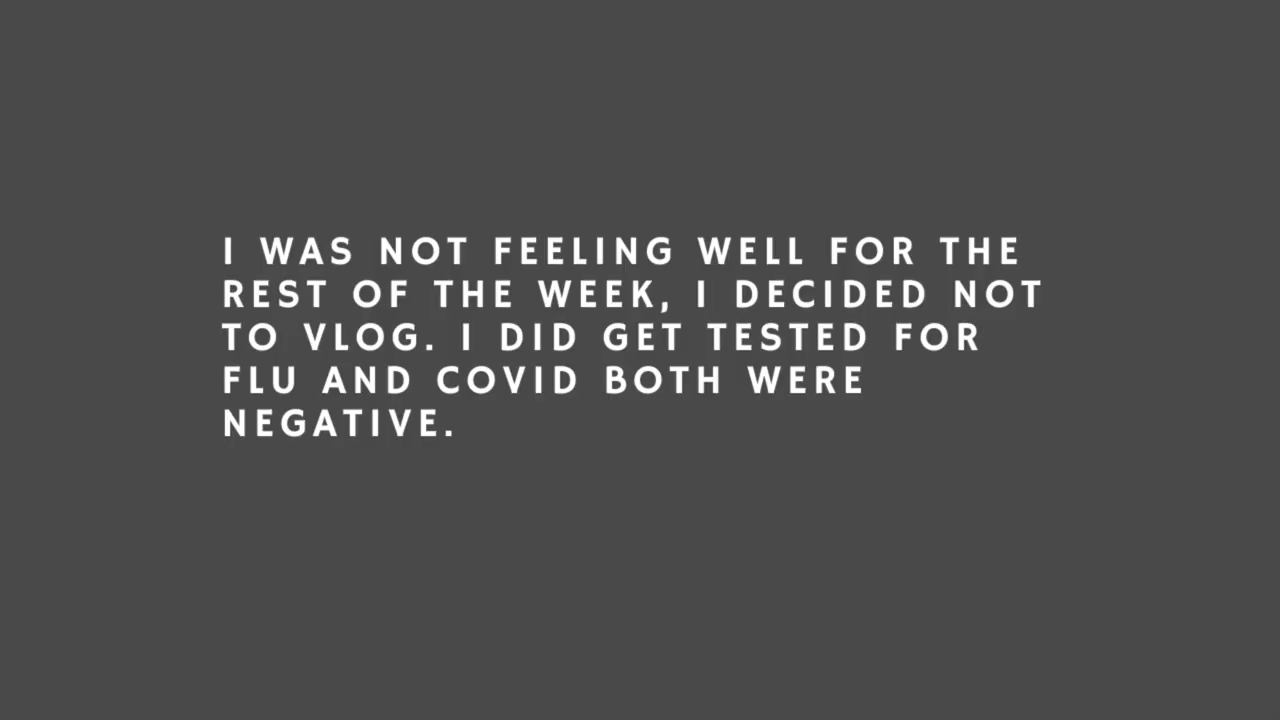 I WAS NOT FEELING WELL FOR THE
REST OF THE WEEK, I DECIDED NOT
TO VLOG. I DID GET TESTED FOR
FLU AND COVID BOTH WERE
NEGATIVE.